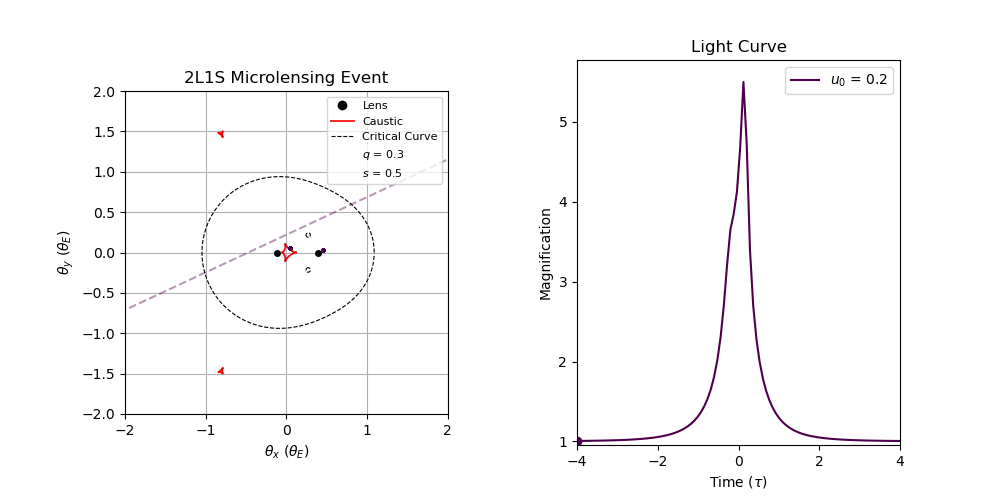 2L1S Microlensing Event
2.0
1.5
1.0
0.5
0.0
−0.5
−1.0
−1.5
−2.0
−2
−1
0
1
2
θy (θE)
θx (θE)
Lens
Caustic
Critical Curve
q = 0.3
s = 0.5
Light Curve
u0 = 0.2
5
4
3
2
1
−4
−2
0
2
4
Magnification
Time (τ)